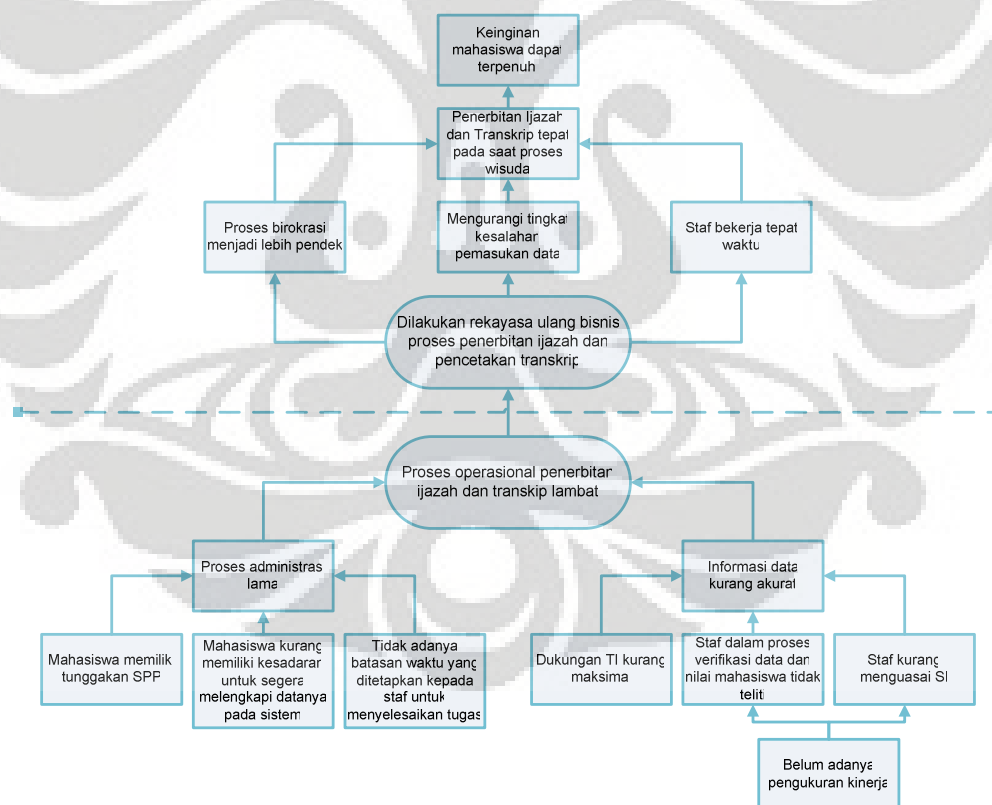 Keinginan
mahasiswa dapat
terpenuh
Penerbitan Ijazah
dan Transkrip tepat
pada saat proses
wisuda
Proses birokrasi
menjadi lebih pendek
Mengurangi tingkat
kesalahan
pemasukan data
Staf bekerja tepat
waktu
Dilakukan rekayasa ulang bisnis
proses penerbitan ijazah dan
pencetakan transkrip
Proses operasional penerbitan
ijazah dan transkip lambat
Proses administras
lama
Informasi data
kurang akurat
Mahasiswa memilik
tunggakan SPP
Mahasiswa kurang
memiliki kesadaran
untuk segera
melengkapi datanya
pada sistem
Tidak adanya
batasan waktu yang
ditetapkan kepada
staf untuk
menyelesaikan tugas
Dukungan TI kurang
maksima
Staf dalam proses
verifikasi data dan
nilai mahasiswa tidak
teliti
Staf kurang
menguasai SI
Belum adanya
pengukuran kinerja